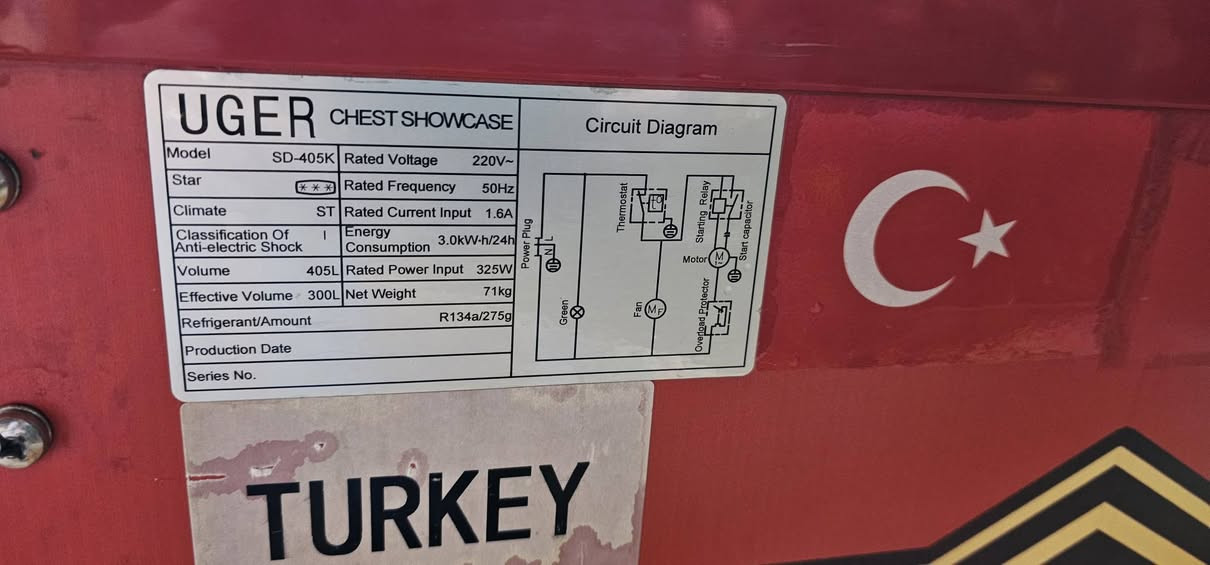 UGER CHEST SHOWCASE
Model SD-405K
Star ***
Climate ST
Classification Of
Anti-electric Shock I
Volume 405L
Effective Volume 300L
Rated Voltage 220V~
Rated Frequency 50Hz
Rated Current Input 1.6A
Energy
Consumption 3.0kW·h/24h
Rated Power Input 325W
Net Weight 71kg
Refrigerant/Amount R134a/275g
Production Date
Series No.
Circuit Diagram
Power Plug
L
N
Green
Thermostat
t°
Fan
MF
Starting Relay
Start capacitor
Motor
M
Overload Protector
TURKEY